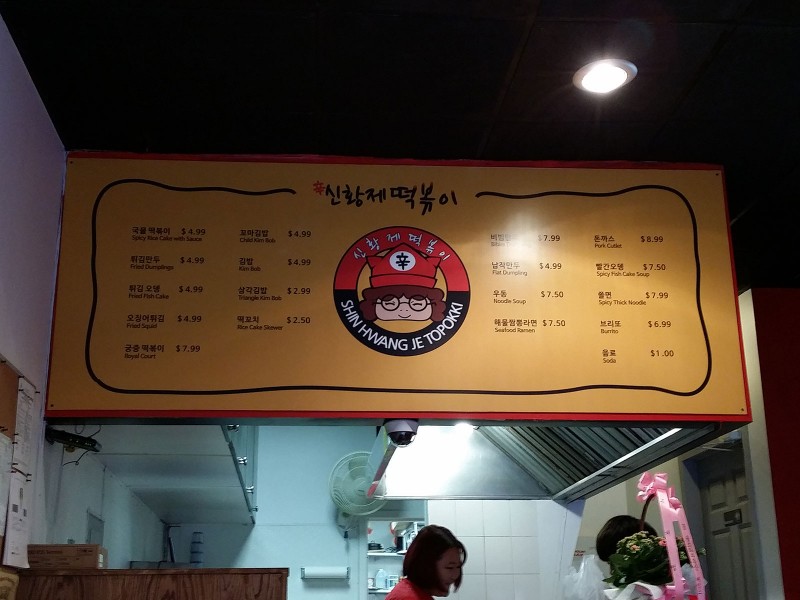 辛신황제떡볶이
국물 떡볶이 $ 4.99
Spicy Rice Cake with Sauce
튀김만두 $ 4.99
Fried Dumplings
튀김 오뎅 $ 4.99
Fried Fish Cake
오징어튀김 $ 4.99
Fried Squid
궁중 떡볶이 $ 7.99
Royal Court
꼬마김밥 $ 4.99
Child Kim Bob
김밥 $ 4.99
Kim Bob
삼각김밥 $ 2.99
Triangle Kim Bob
떡꼬치 $ 2.50
Rice Cake Skewer
신황제떡볶이
辛
SHIN HWANG JE TOPOKKI
$ 7.99
납작만두 $ 4.99
Flat Dumpling
우동 $ 7.50
Noodle Soup
해물짬뽕라면 $ 7.50
Seafood Ramen
돈까스 $ 8.99
Pork Cutlet
빨간오뎅 $ 7.50
Spicy Fish Cake Soup
쫄면 $ 7.99
Spicy Thick Noodle
브리또 $ 6.99
Burrito
음료 $ 1.00
Soda